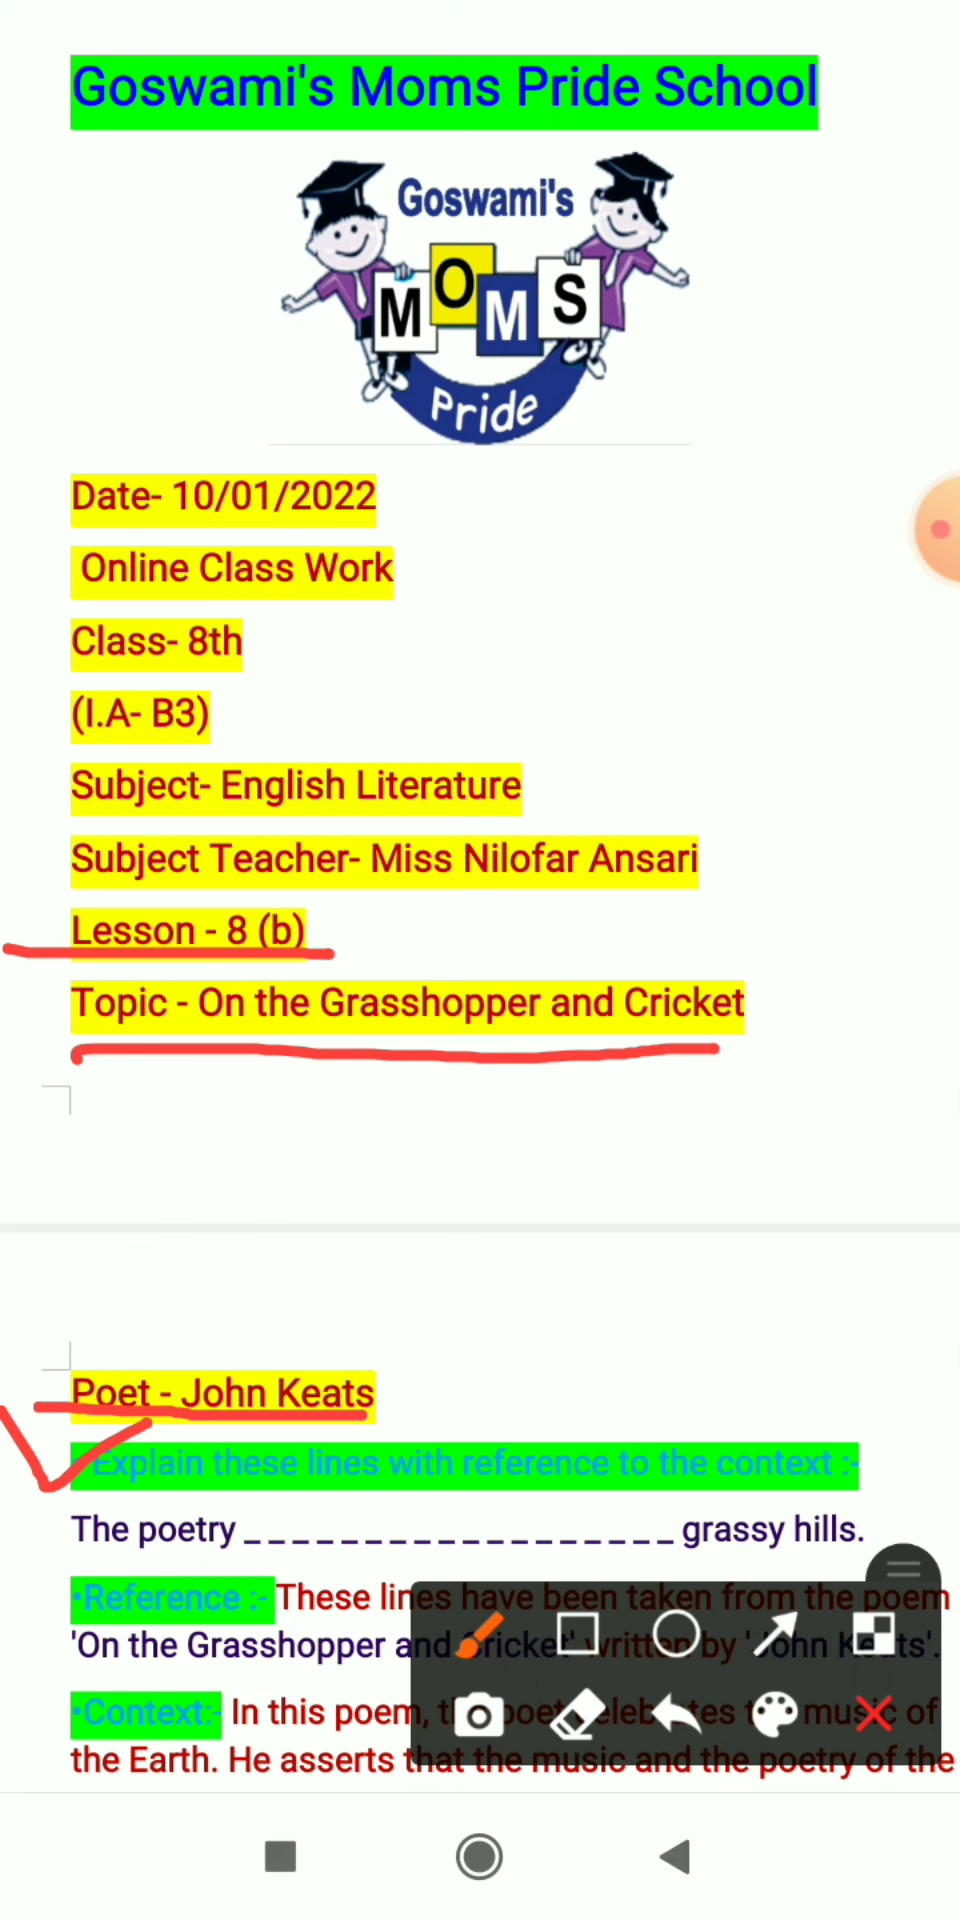 Goswami's Moms Pride School
Goswami's
MOMS
Pride
Date- 10/01/2022
Online Class Work
Class- 8th
(I.A- B3)
Subject- English Literature
Subject Teacher- Miss Nilofar Ansari
Lesson - 8 (b)
Topic - On the Grasshopper and Cricket
Poet - John Keats
Explain these lines with reference to the context :-
The poetry _ _ _ _ _ _ _ _ _ _ _ _ _ _ _ _ _ _ grassy hills.
•Reference :- These lines have been taken from the poem
'On the Grasshopper and Cricket' written by 'John Keats'.
•Context:- In this poem, the poet celebrates the music of
the Earth. He asserts that the music and the poetry of the